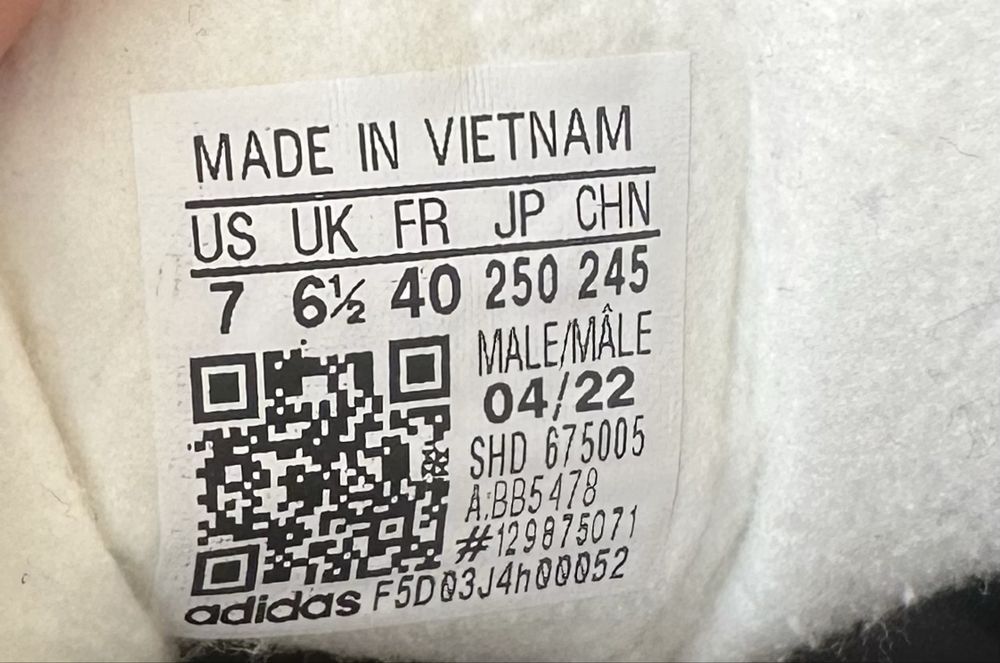 MADE IN VIETNAM
US UK FR JP CHN
7 6½ 40 250 245
MALE/MÂLE
04/22
SHD 675005
A:BB5478
#129875071
adidas F5D03J4h00052